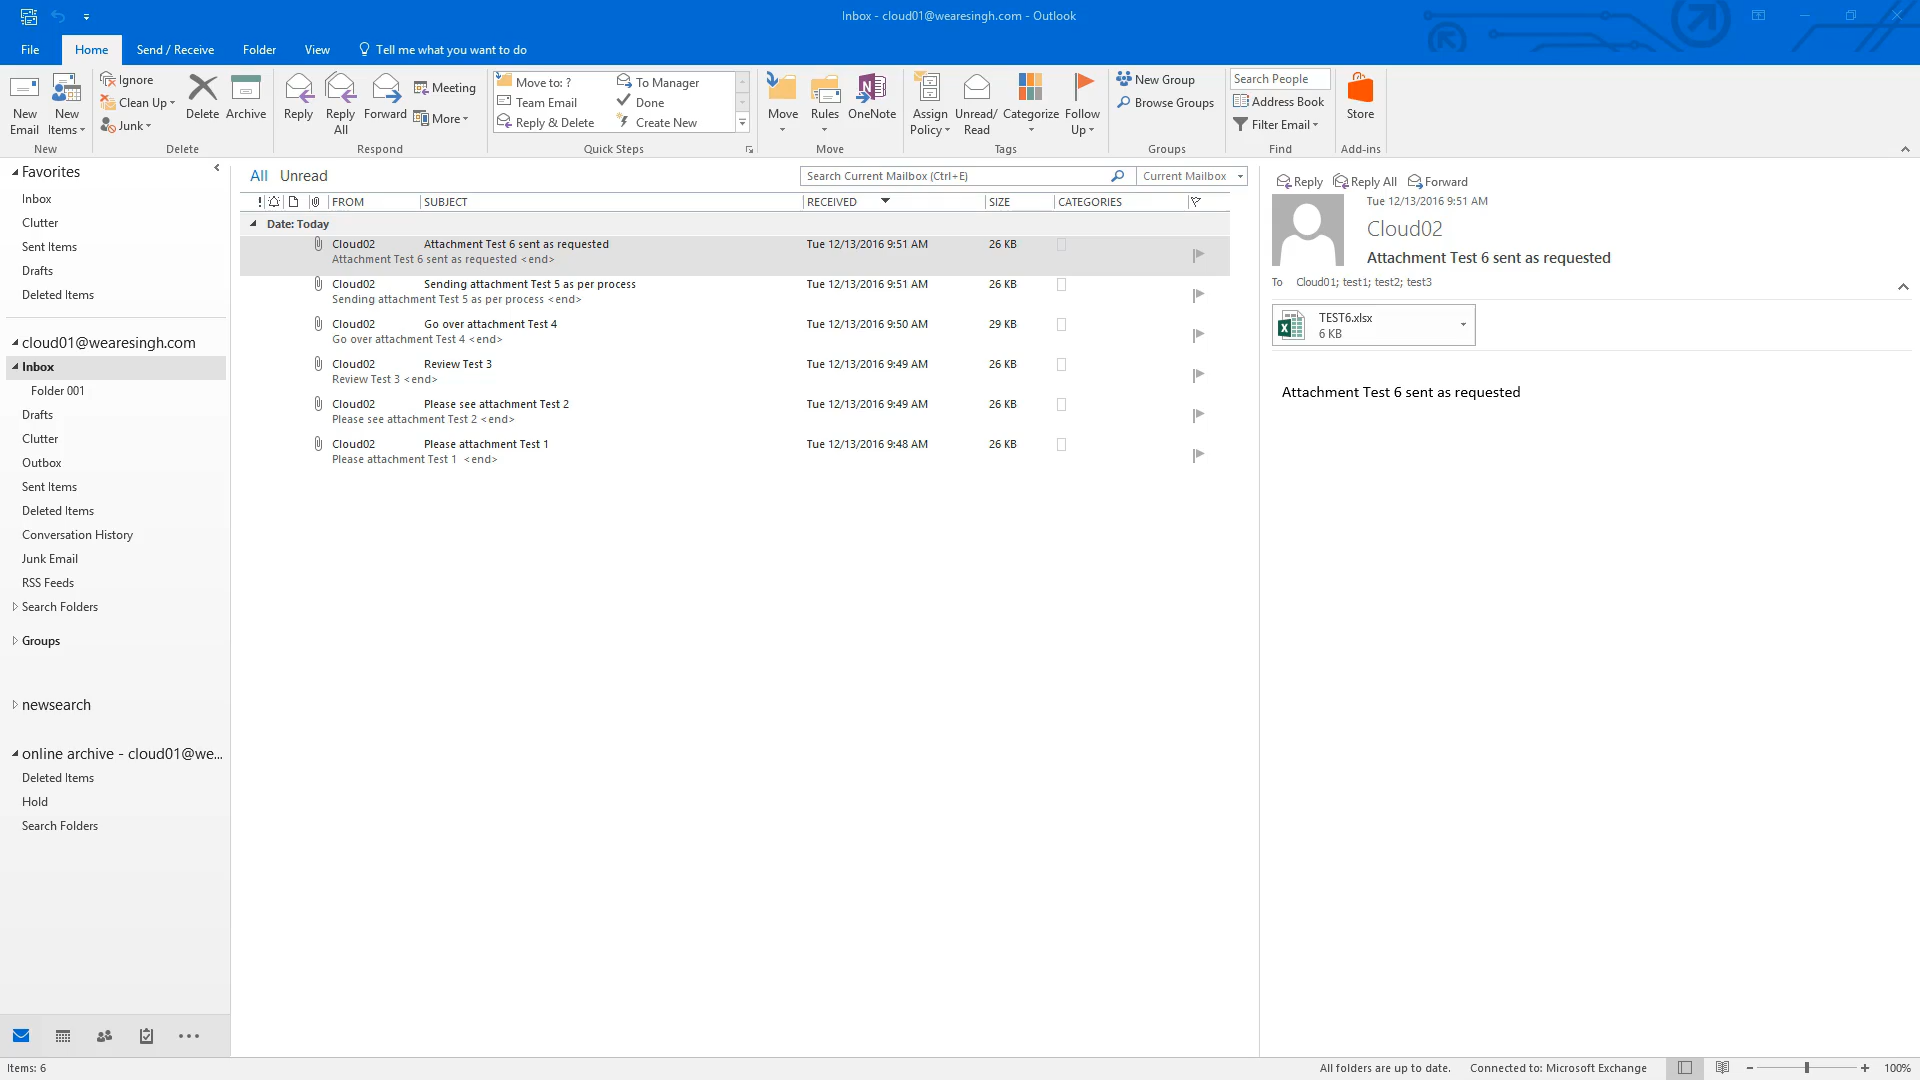 Inbox - cloud01@wearesingh.com - Outlook
File Home Send / Receive Folder View Tell me what you want to do
New Email
New Items
New
Ignore
Clean Up
Junk
Delete
Archive
Delete
Reply
Reply All
Forward
Meeting
More
Respond
Move to: ?
Team Email
Reply & Delete
To Manager
Done
Create New
Quick Steps
Move
Rules
OneNote
Move
Assign Policy
Unread/ Read
Categorize
Follow Up
Tags
New Group
Browse Groups
Groups
Search People
Address Book
Filter Email
Find
Store
Add-ins
Favorites
Inbox
Clutter
Sent Items
Drafts
Deleted Items
cloud01@wearesingh.com
Inbox
Folder 001
Drafts
Clutter
Outbox
Sent Items
Deleted Items
Conversation History
Junk Email
RSS Feeds
Search Folders
Groups
newsearch
online archive - cloud01@we...
Deleted Items
Hold
Search Folders
All Unread
Search Current Mailbox (Ctrl+E) Current Mailbox
! FROM SUBJECT RECEIVED SIZE CATEGORIES
Date: Today
Cloud02 Attachment Test 6 sent as requested Tue 12/13/2016 9:51 AM 26 KB
Attachment Test 6 sent as requested <end>
Cloud02 Sending attachment Test 5 as per process Tue 12/13/2016 9:51 AM 26 KB
Sending attachment Test 5 as per process <end>
Cloud02 Go over attachment Test 4 Tue 12/13/2016 9:50 AM 29 KB
Go over attachment Test 4 <end>
Cloud02 Review Test 3 Tue 12/13/2016 9:49 AM 26 KB
Review Test 3 <end>
Cloud02 Please see attachment Test 2 Tue 12/13/2016 9:49 AM 26 KB
Please see attachment Test 2 <end>
Cloud02 Please attachment Test 1 Tue 12/13/2016 9:48 AM 26 KB
Please attachment Test 1 <end>
Reply Reply All Forward
Tue 12/13/2016 9:51 AM
Cloud02
Attachment Test 6 sent as requested
To Cloud01; test1; test2; test3
TEST6.xlsx
6 KB
Attachment Test 6 sent as requested
Items: 6
All folders are up to date. Connected to: Microsoft Exchange 100%